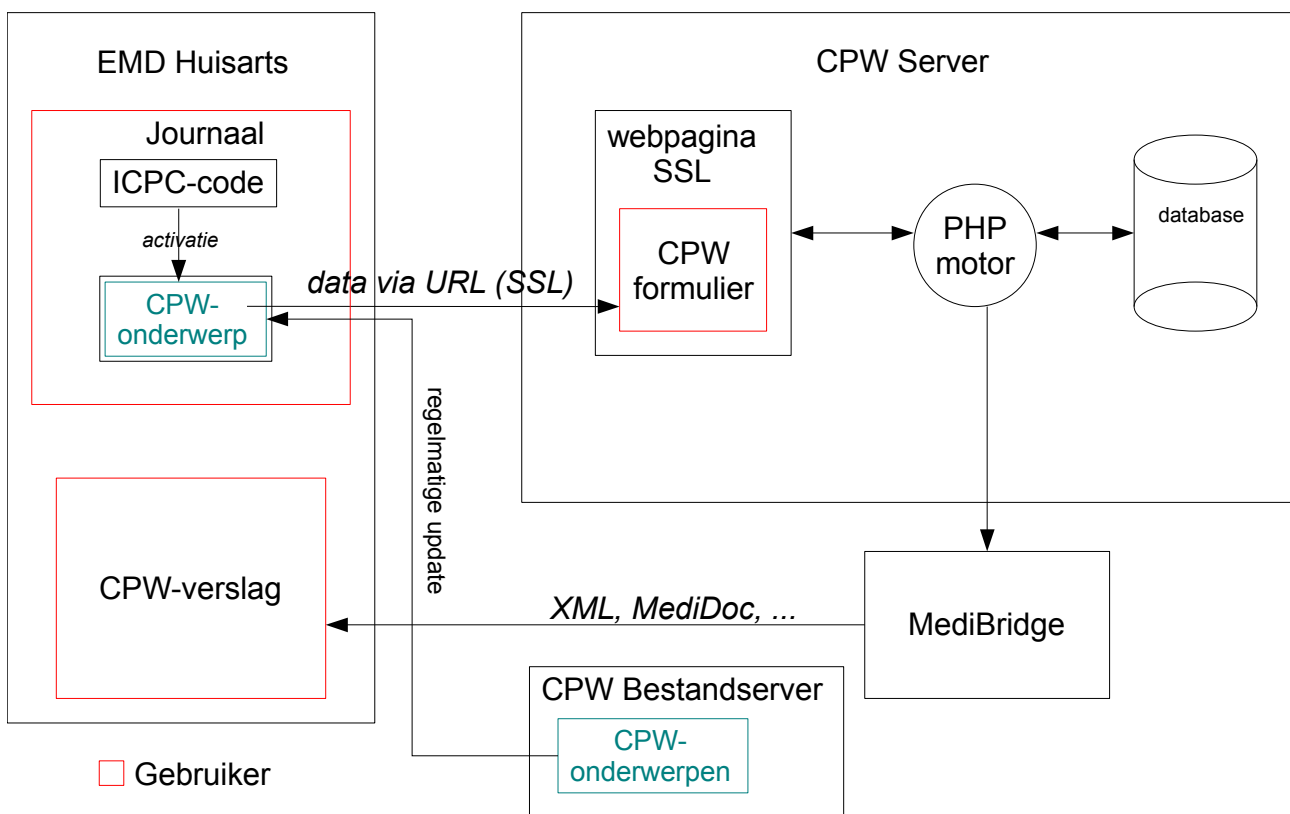 EMD Huisarts
Journaal
ICPC-code
activatie
CPW-
onderwerp
data via URL (SSL)
CPW Server
webpagina
SSL
CPW
formulier
PHP
motor
database
regelmatige update
CPW-verslag
XML, MediDoc, ...
MediBridge
CPW Bestandserver
CPW-
onderwerpen
Gebruiker